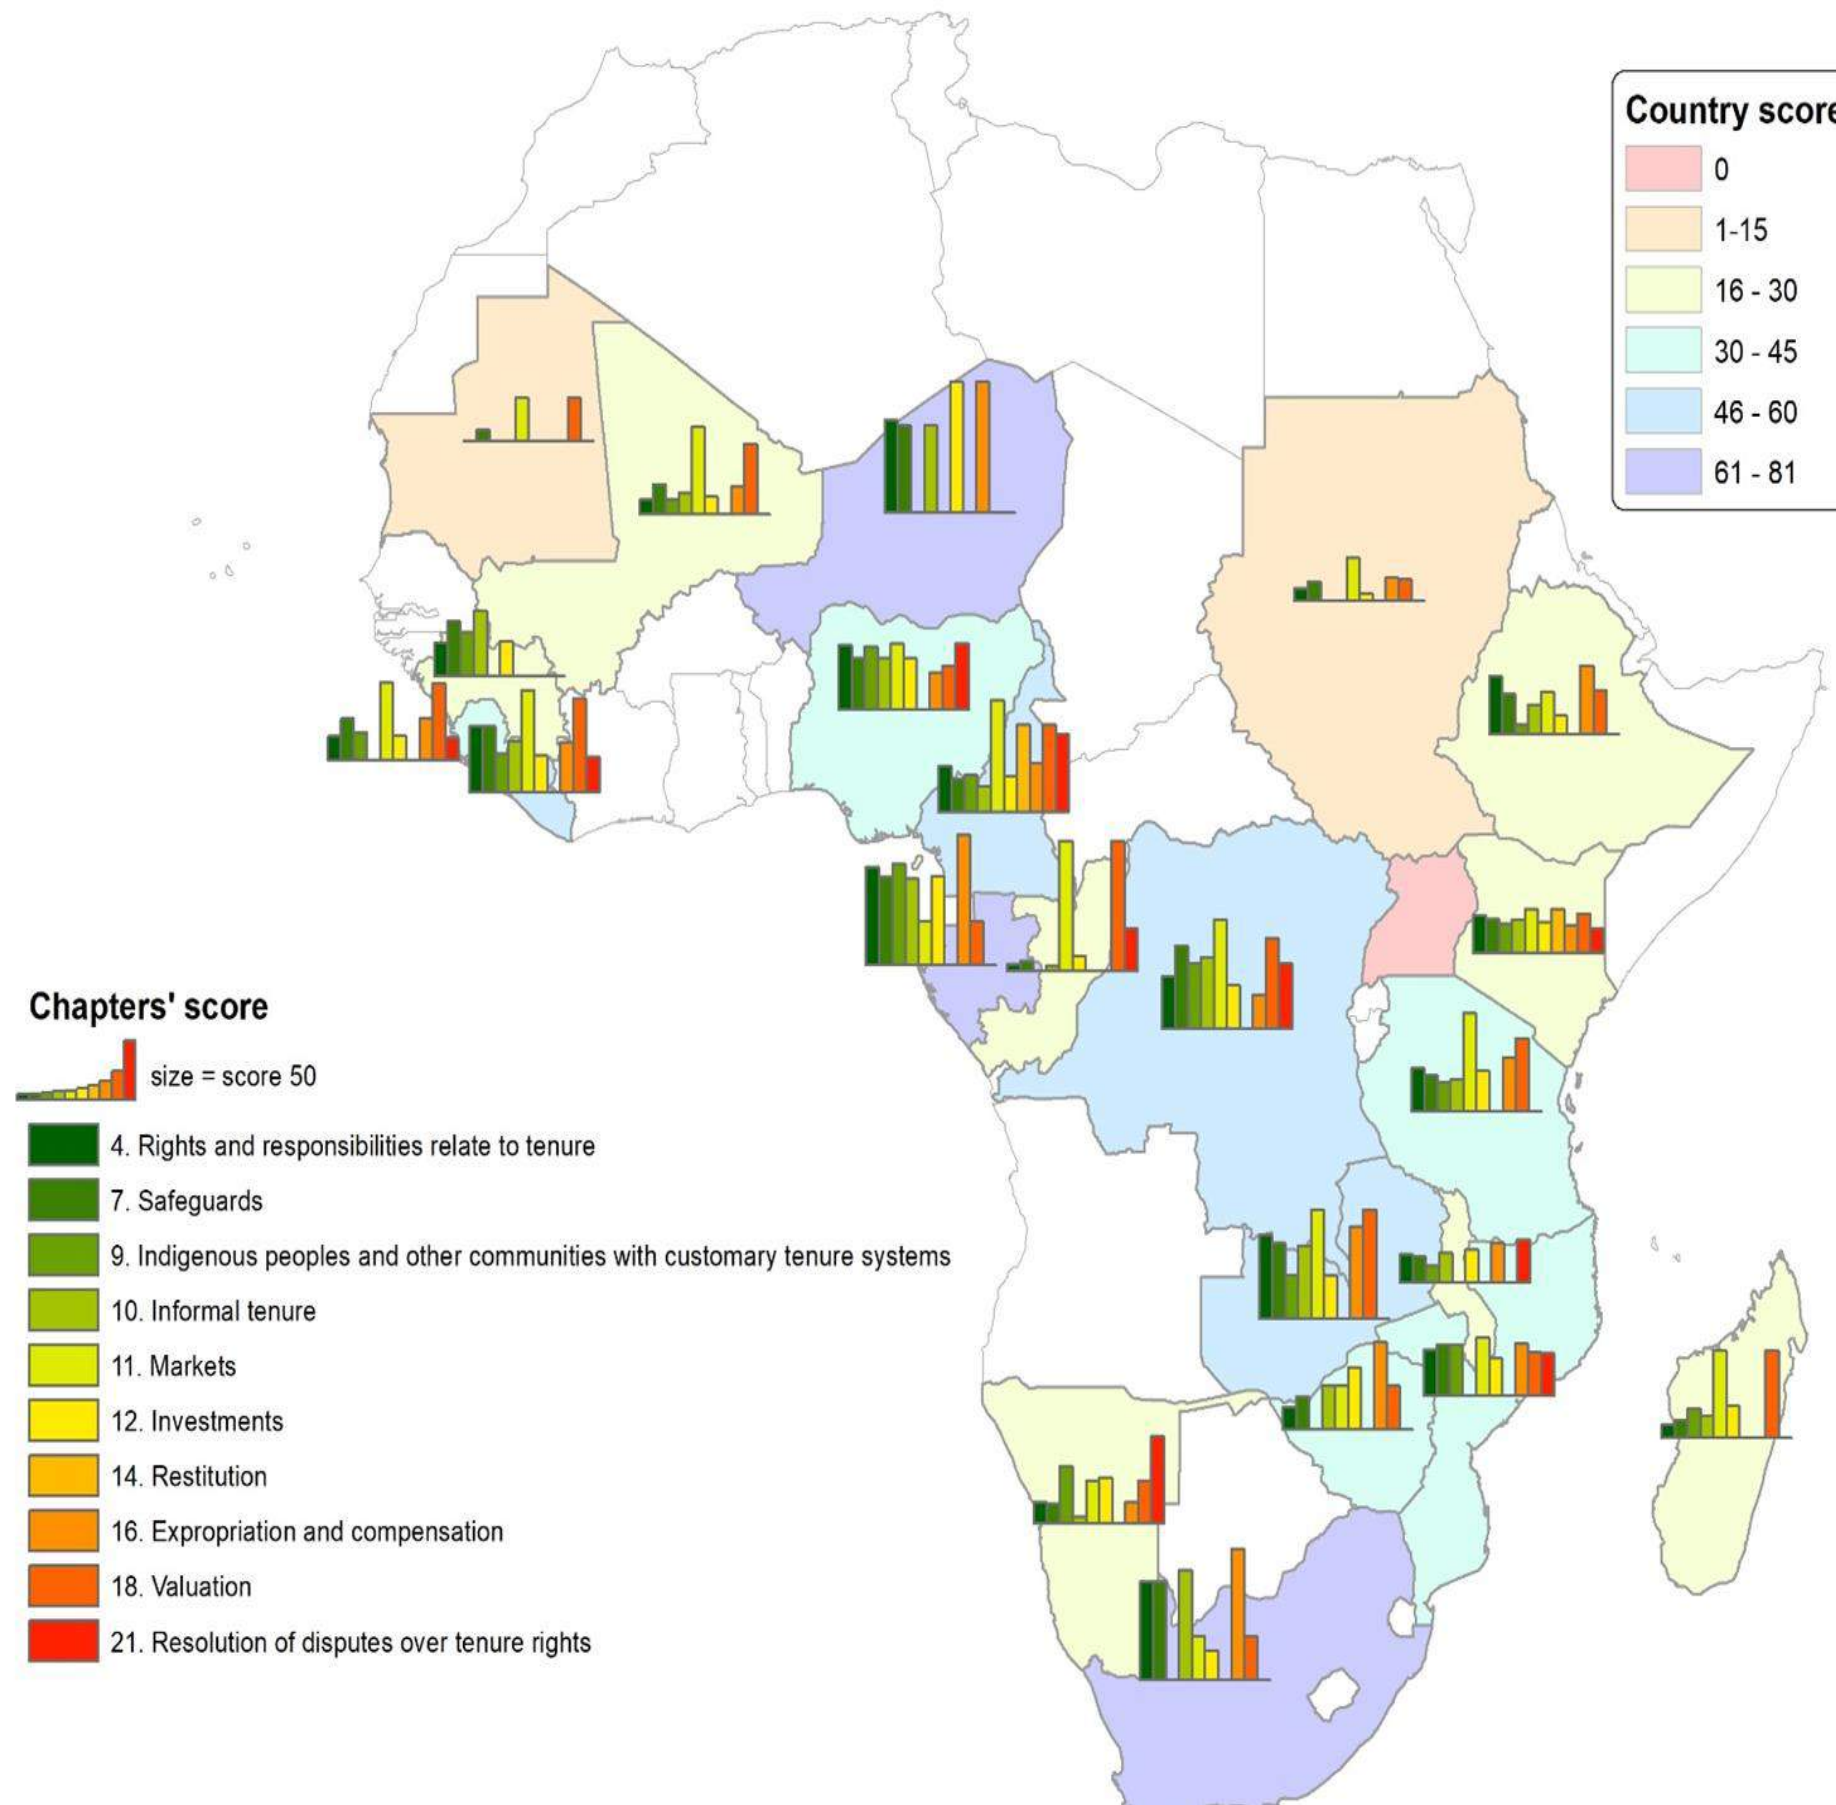 Country score
0
1-15
16 - 30
30 - 45
46 - 60
61 - 81
Chapters' score
size = score 50
4. Rights and responsibilities relate to tenure
7. Safeguards
9. Indigenous peoples and other communities with customary tenure systems
10. Informal tenure
11. Markets
12. Investments
14. Restitution
16. Expropriation and compensation
18. Valuation
21. Resolution of disputes over tenure rights